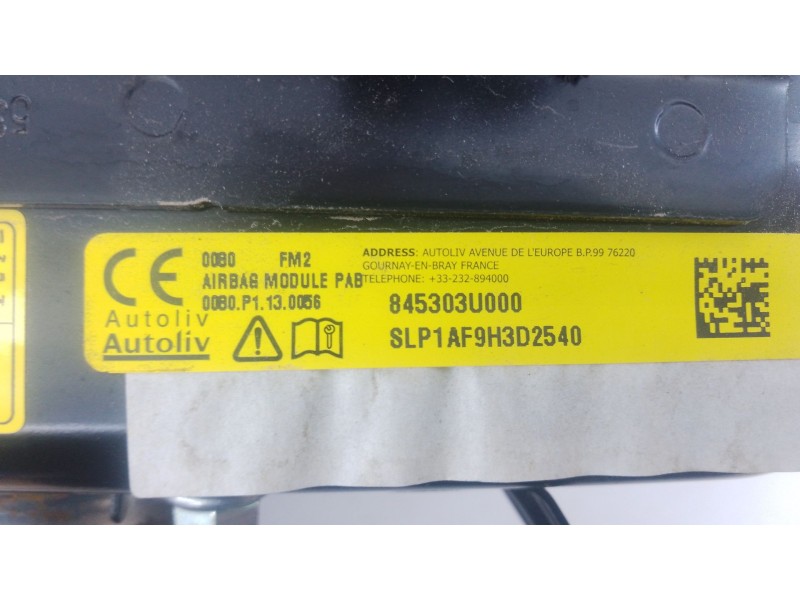 CE 0080 FM2
AIRBAG MODULE PAB
0080.P1.13.0056
Autoliv
Autoliv
ADDRESS: AUTOLIV AVENUE DE L'EUROPE B.P.99 76220
GOURNAY-EN-BRAY FRANCE
TELEPHONE: +33-232-894000
845303U000
SLP1AF9H3D2540